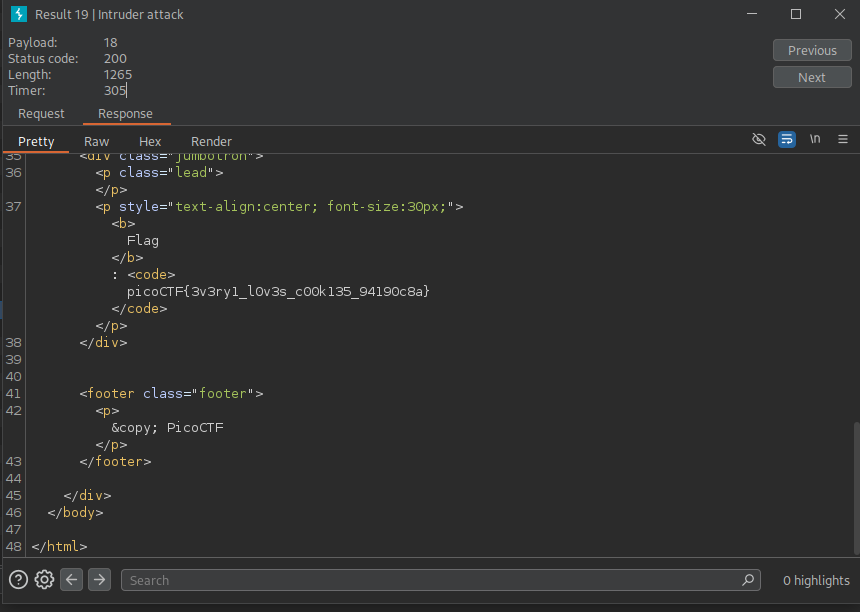 Result 19 | Intruder attack
Payload: 18
Status code: 200
Length: 1265
Timer: 305
Previous
Next
Request Response
Pretty Raw Hex Render \n
35 <div class="jumbotron">
36 <p class="lead">
</p>
37 <p style="text-align:center; font-size:30px;">
<b>
Flag
</b>
: <code>
picoCTF{3v3ry1_l0v3s_c00k135_94190c8a}
</code>
</p>
38 </div>
39
40
41 <footer class="footer">
42 <p>
&copy; PicoCTF
</p>
43 </footer>
44
45 </div>
46 </body>
47
48 </html>
Search
0 highlights